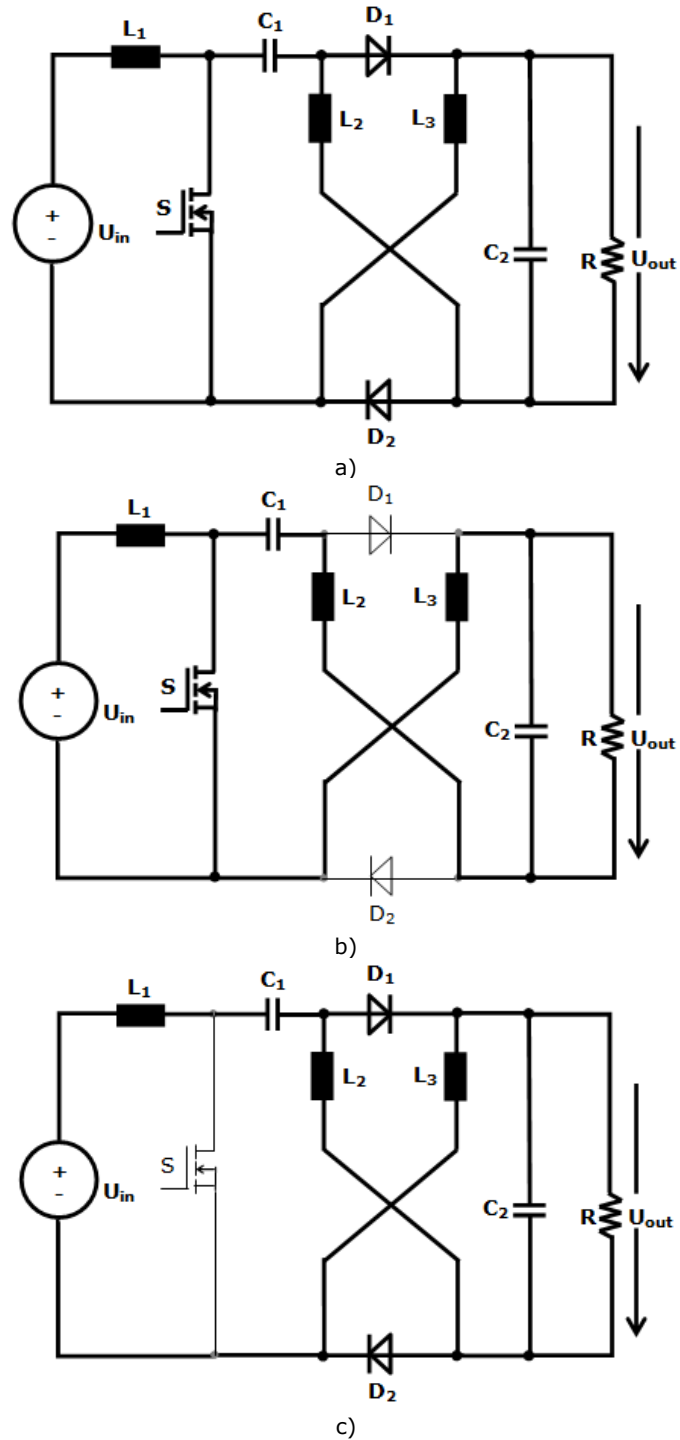 L₁ C₁ D₁
L₂ L₃
S
+
-
Uᵢₙ C₂ R Uₒᵤₜ
D₂
a)
L₁ C₁ D₁
L₂ L₃
S
+
-
Uᵢₙ C₂ R Uₒᵤₜ
D₂
b)
L₁ C₁ D₁
L₂ L₃
S
+
-
Uᵢₙ C₂ R Uₒᵤₜ
D₂
c)